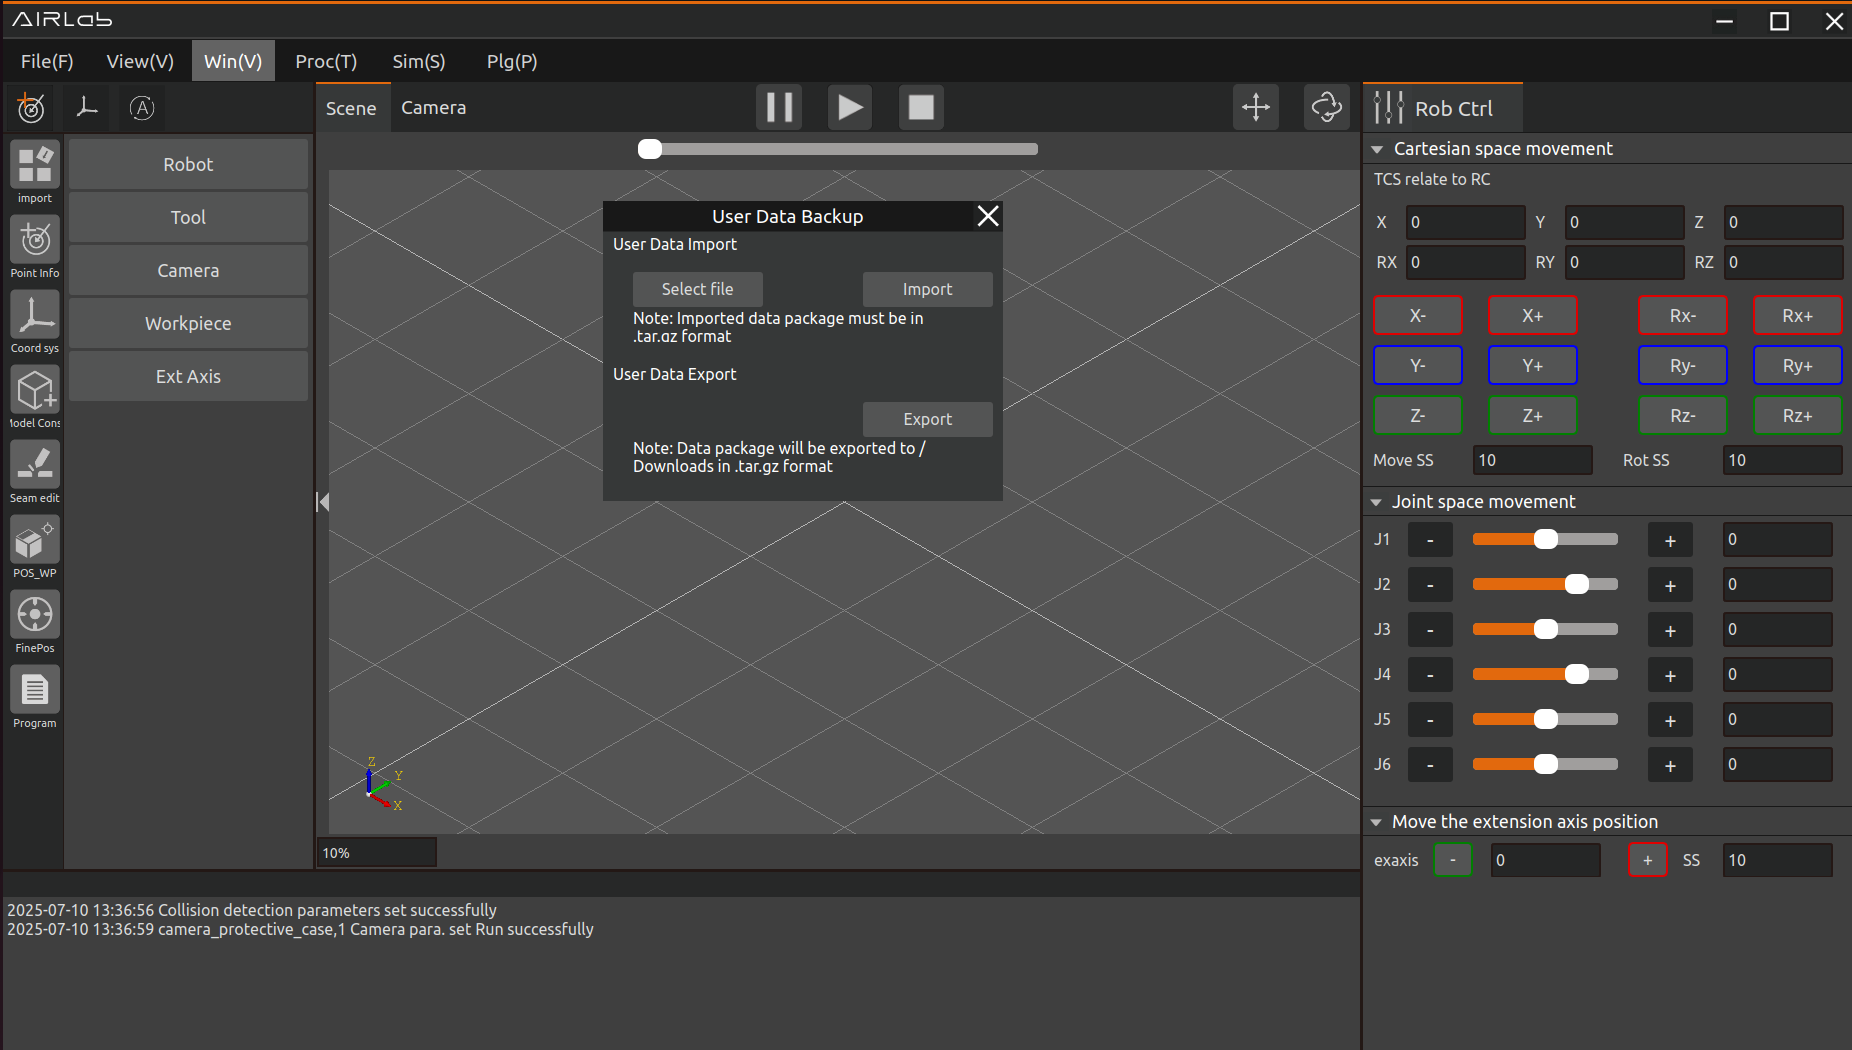 AIRLab
File(F) View(V) Win(V) Proc(T) Sim(S) Plg(P)
Scene Camera
Rob Ctrl
import
Point Info
Coord sys
Model Cons
Seam edit
POS_WP
FinePos
Program
Robot
Tool
Camera
Workpiece
Ext Axis
User Data Backup
User Data Import
Select file Import
Note: Imported data package must be in
.tar.gz format
User Data Export
Export
Note: Data package will be exported to /
Downloads in .tar.gz format
Z
Y
X
10%
Cartesian space movement
TCS relate to RC
X 0 Y 0 Z 0
RX 0 RY 0 RZ 0
X- X+ Rx- Rx+
Y- Y+ Ry- Ry+
Z- Z+ Rz- Rz+
Move SS 10 Rot SS 10
Joint space movement
J1 - + 0
J2 - + 0
J3 - + 0
J4 - + 0
J5 - + 0
J6 - + 0
Move the extension axis position
exaxis - 0 + SS 10
2025-07-10 13:36:56 Collision detection parameters set successfully
2025-07-10 13:36:59 camera_protective_case,1 Camera para. set Run successfully